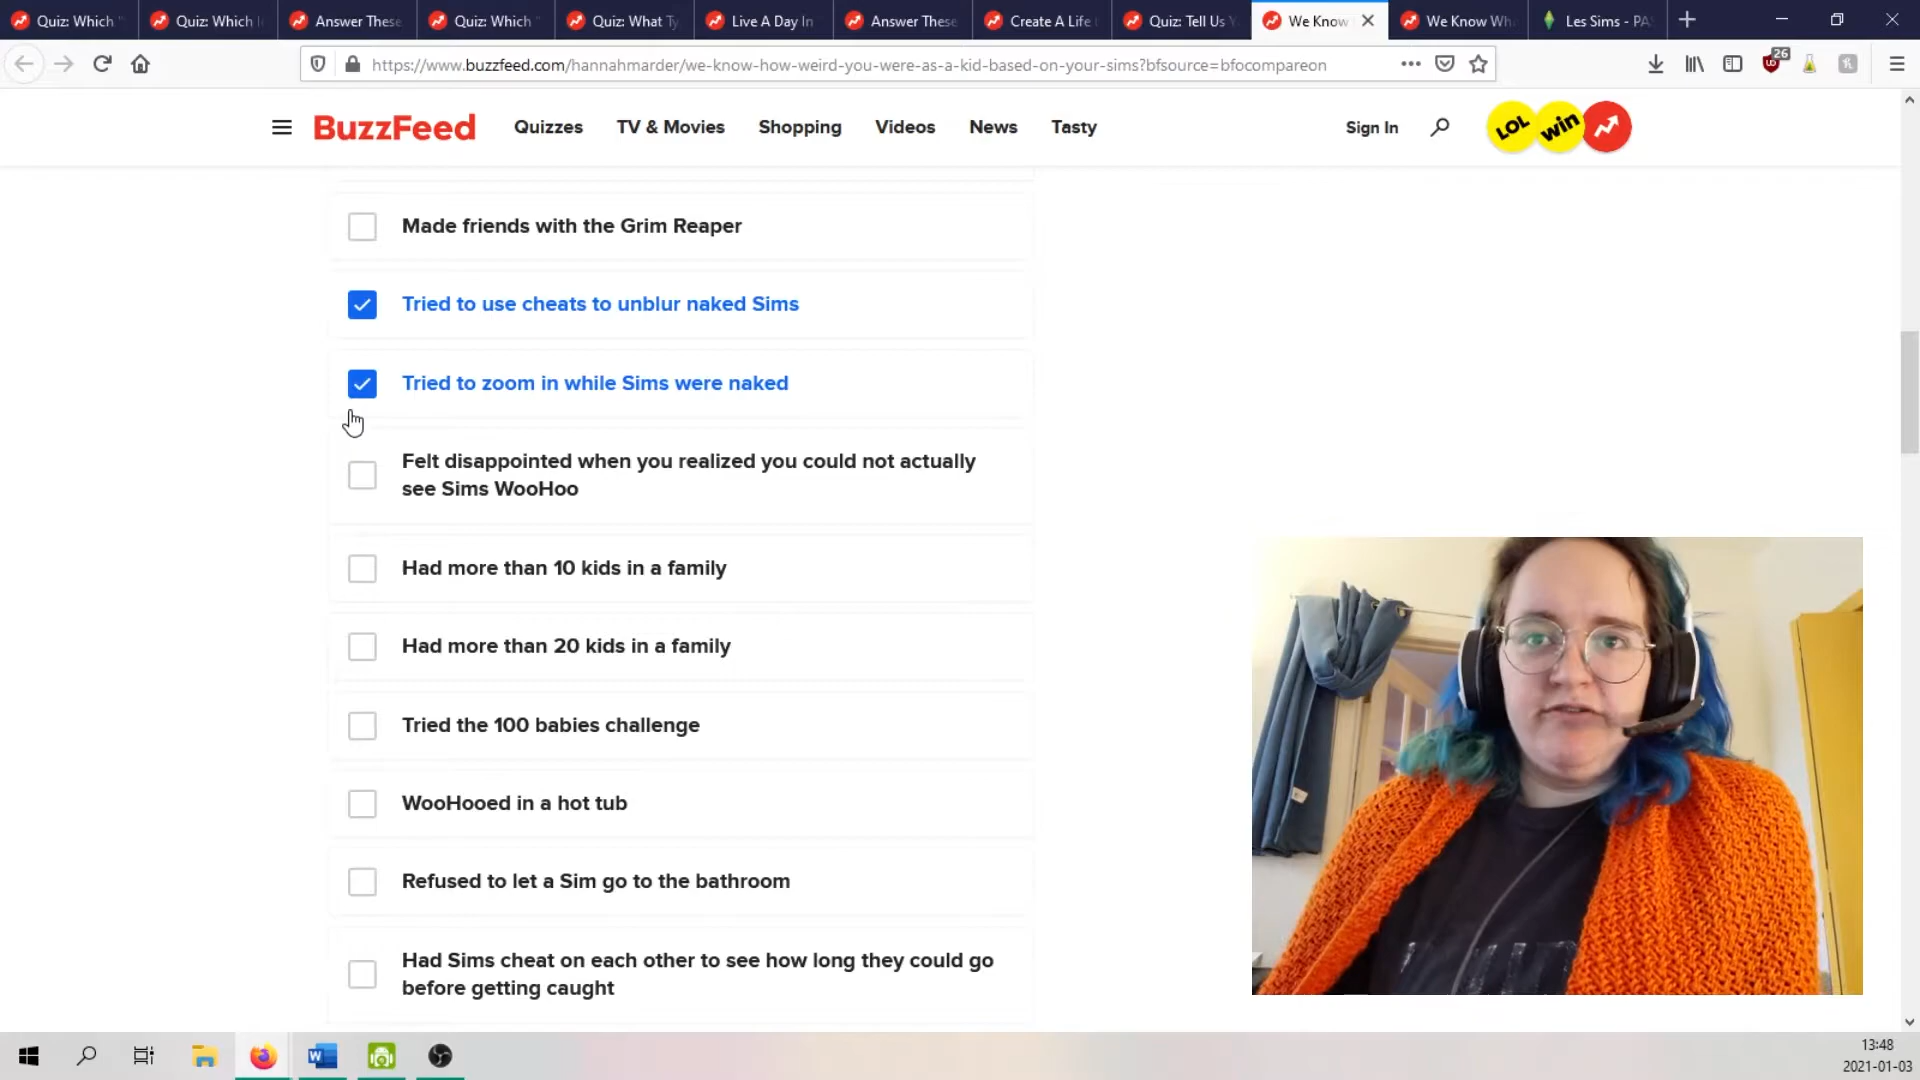 Quiz: Which "
Quiz: Which I
Answer These
Quiz: Which "
Quiz: What Ty
Live A Day In
Answer These
Create A Life
Quiz: Tell Us Y
We Know
We Know Wha
Les Sims - PA
https://www.buzzfeed.com/hannahmarder/we-know-how-weird-you-were-as-a-kid-based-on-your-sims?bfsource=bfocompareon
26
BuzzFeed
Quizzes
TV & Movies
Shopping
Videos
News
Tasty
Sign In
LOL
win
Made friends with the Grim Reaper
Tried to use cheats to unblur naked Sims
Tried to zoom in while Sims were naked
Felt disappointed when you realized you could not actually
see Sims WooHoo
Had more than 10 kids in a family
Had more than 20 kids in a family
Tried the 100 babies challenge
WooHooed in a hot tub
Refused to let a Sim go to the bathroom
Had Sims cheat on each other to see how long they could go
before getting caught
13:48
2021-01-03